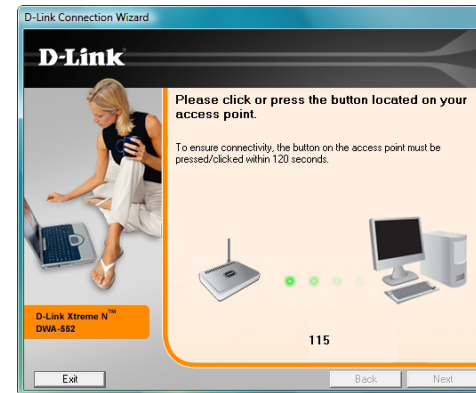 D-Link Connection Wizard
D-Link
Please click or press the button located on your
access point.
To ensure connectivity, the button on the access point must be
pressed/clicked within 120 seconds.
D-Link Xtreme N™
DWA-552
115
Exit
Back
Next